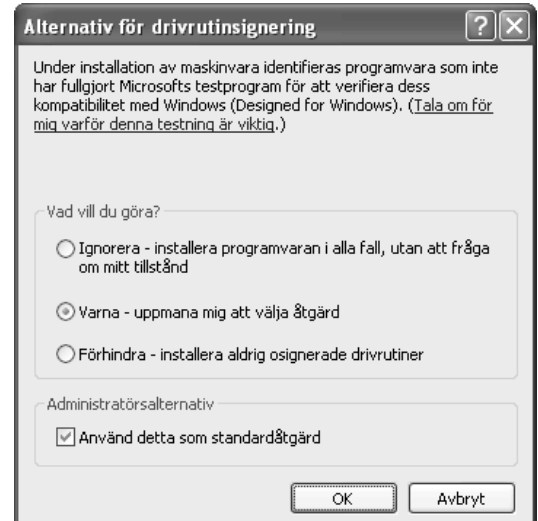 Alternativ för drivrutinsignering
Under installation av maskinvara identifieras programvara som inte
har fullgjort Microsofts testprogram för att verifiera dess
kompatibilitet med Windows (Designed for Windows). (Tala om för
mig varför denna testning är viktig.)
Vad vill du göra?
Ignorera - installera programvaran i alla fall, utan att fråga
om mitt tillstånd
Varna - uppmana mig att välja åtgärd
Förhindra - installera aldrig osignerade drivrutiner
Administratörsalternativ
Använd detta som standardåtgärd
OK Avbryt